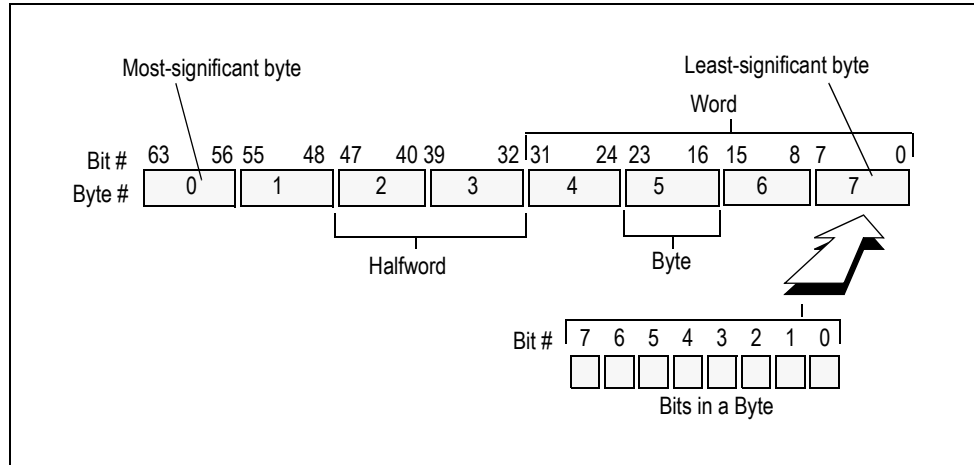 Most-significant byte
Least-significant byte
Word
Bit # 63 56 55 48 47 40 39 32 31 24 23 16 15 8 7 0
Byte # 0 1 2 3 4 5 6 7
Halfword
Byte
Bit # 7 6 5 4 3 2 1 0
Bits in a Byte